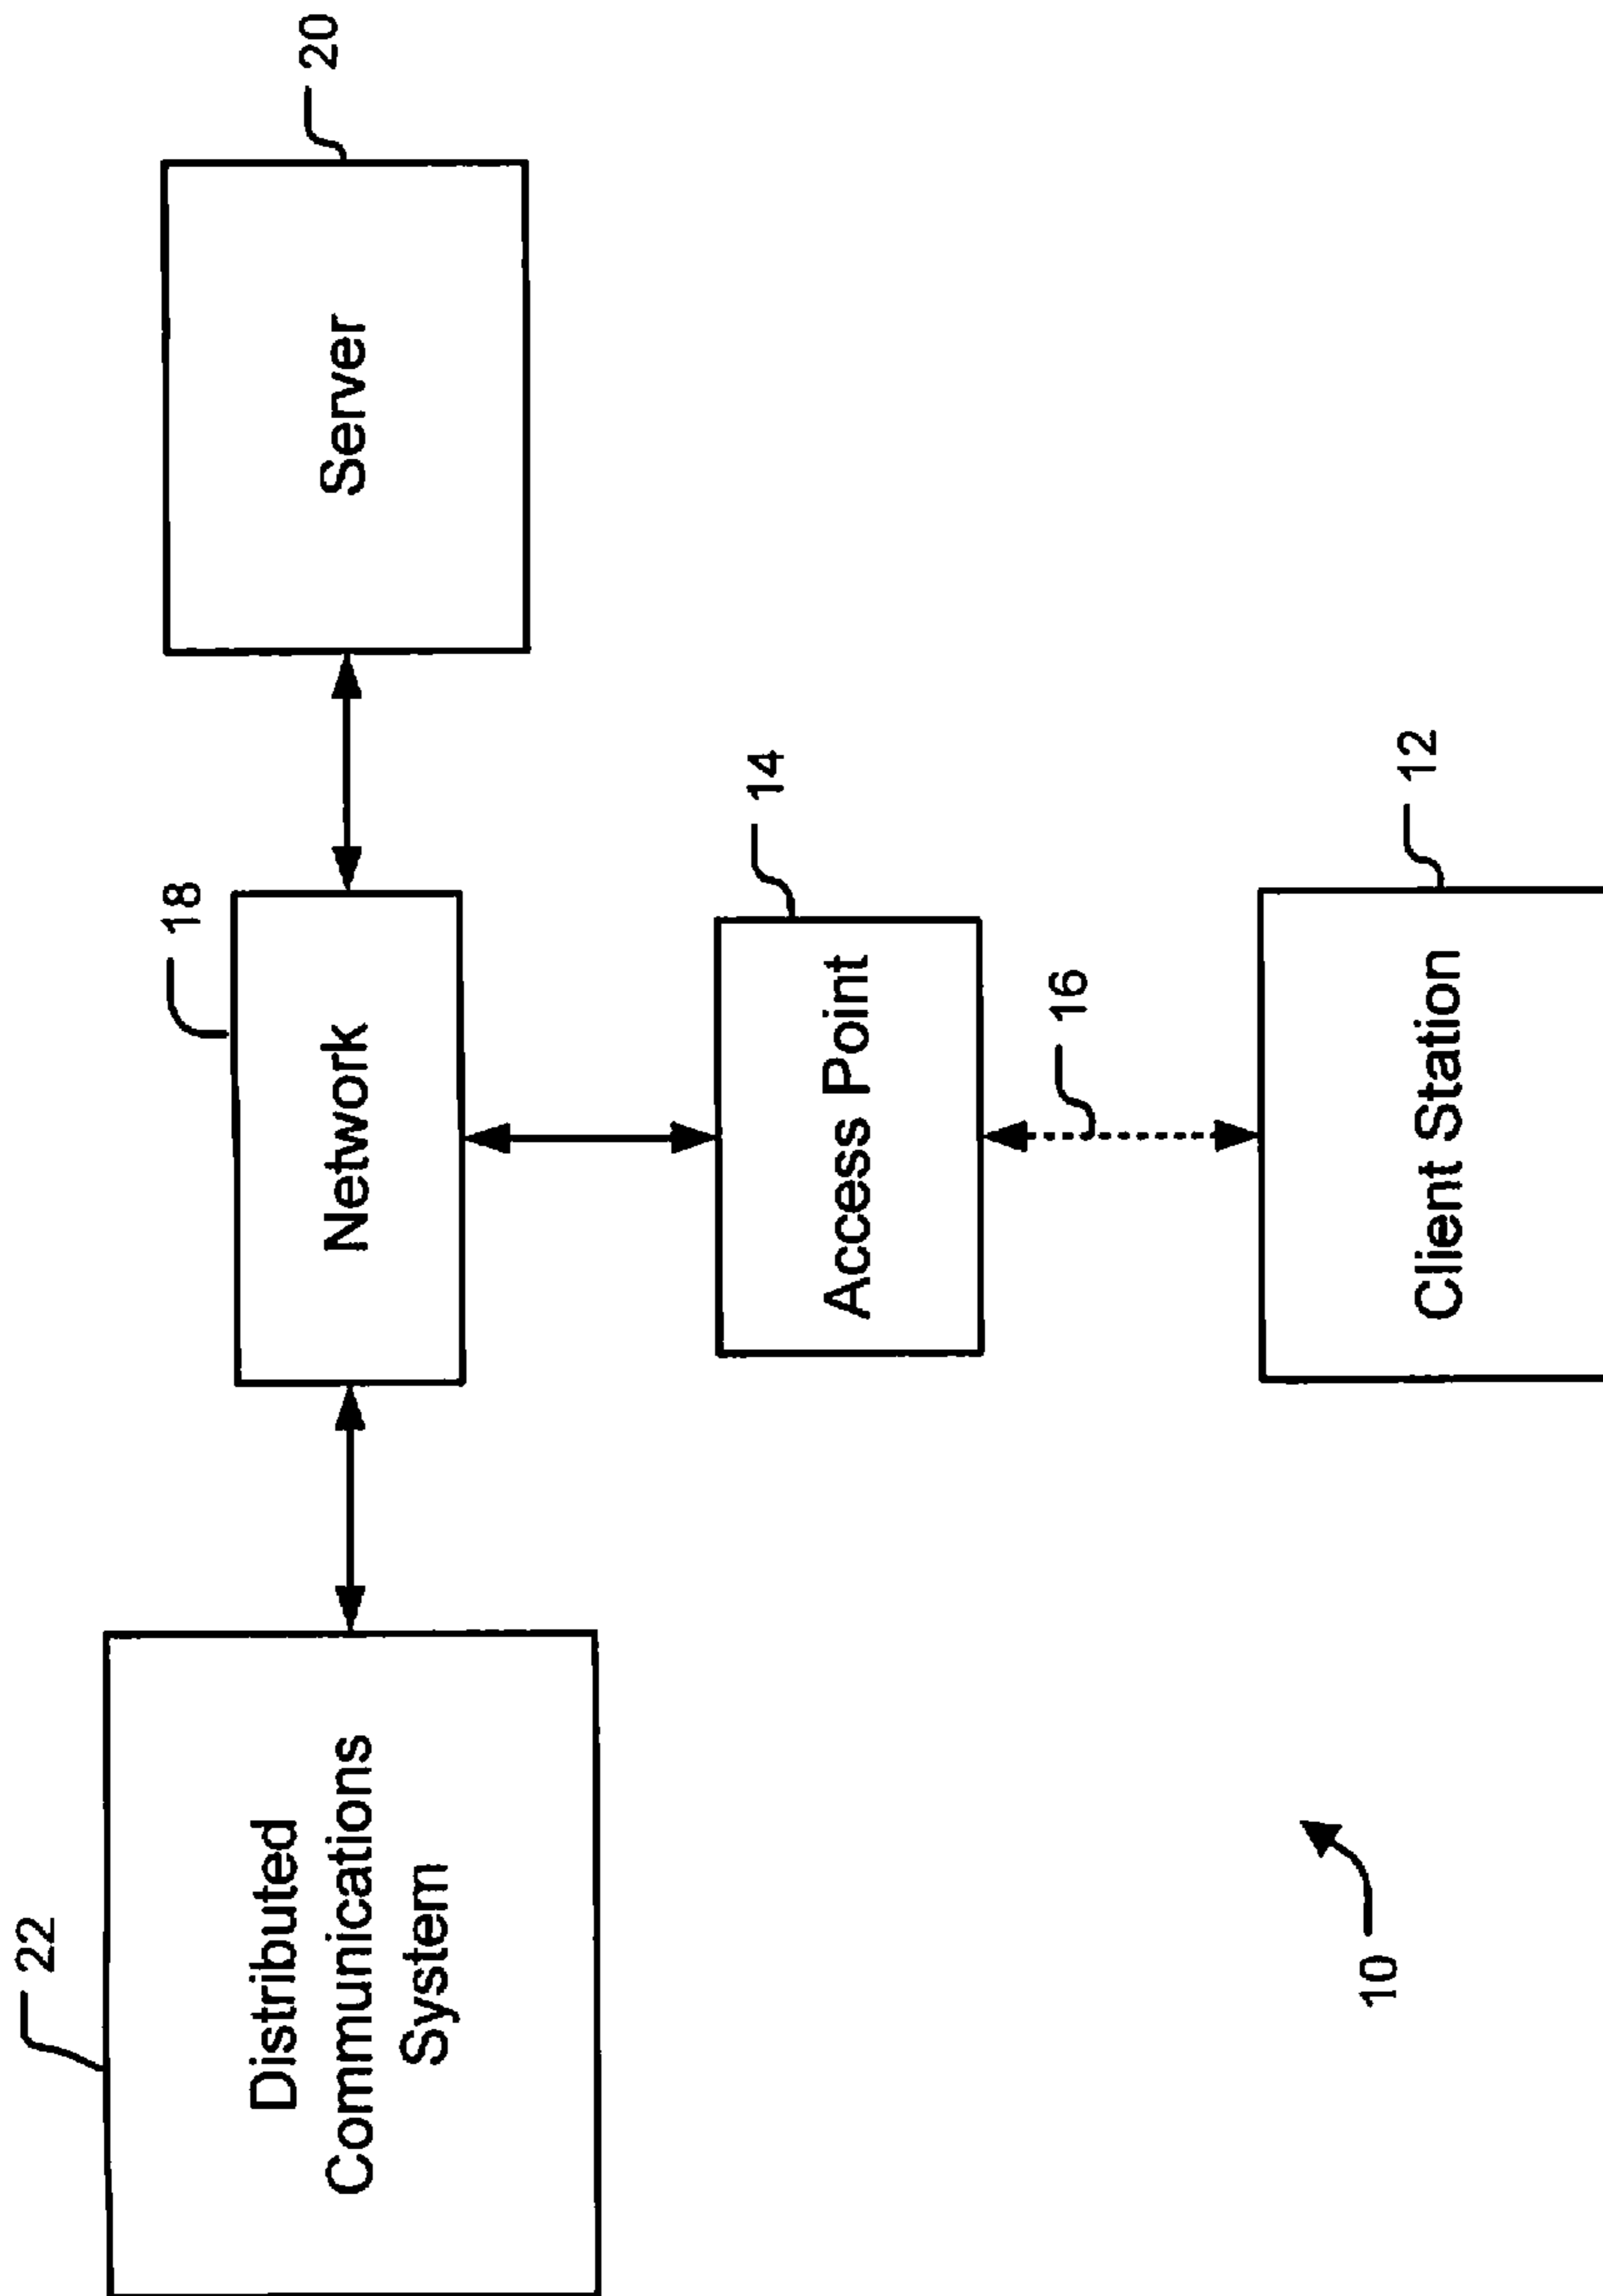 22
Distributed
Communications
System
18
Network
20
Server
14
Access Point
16
12
Client Station
10